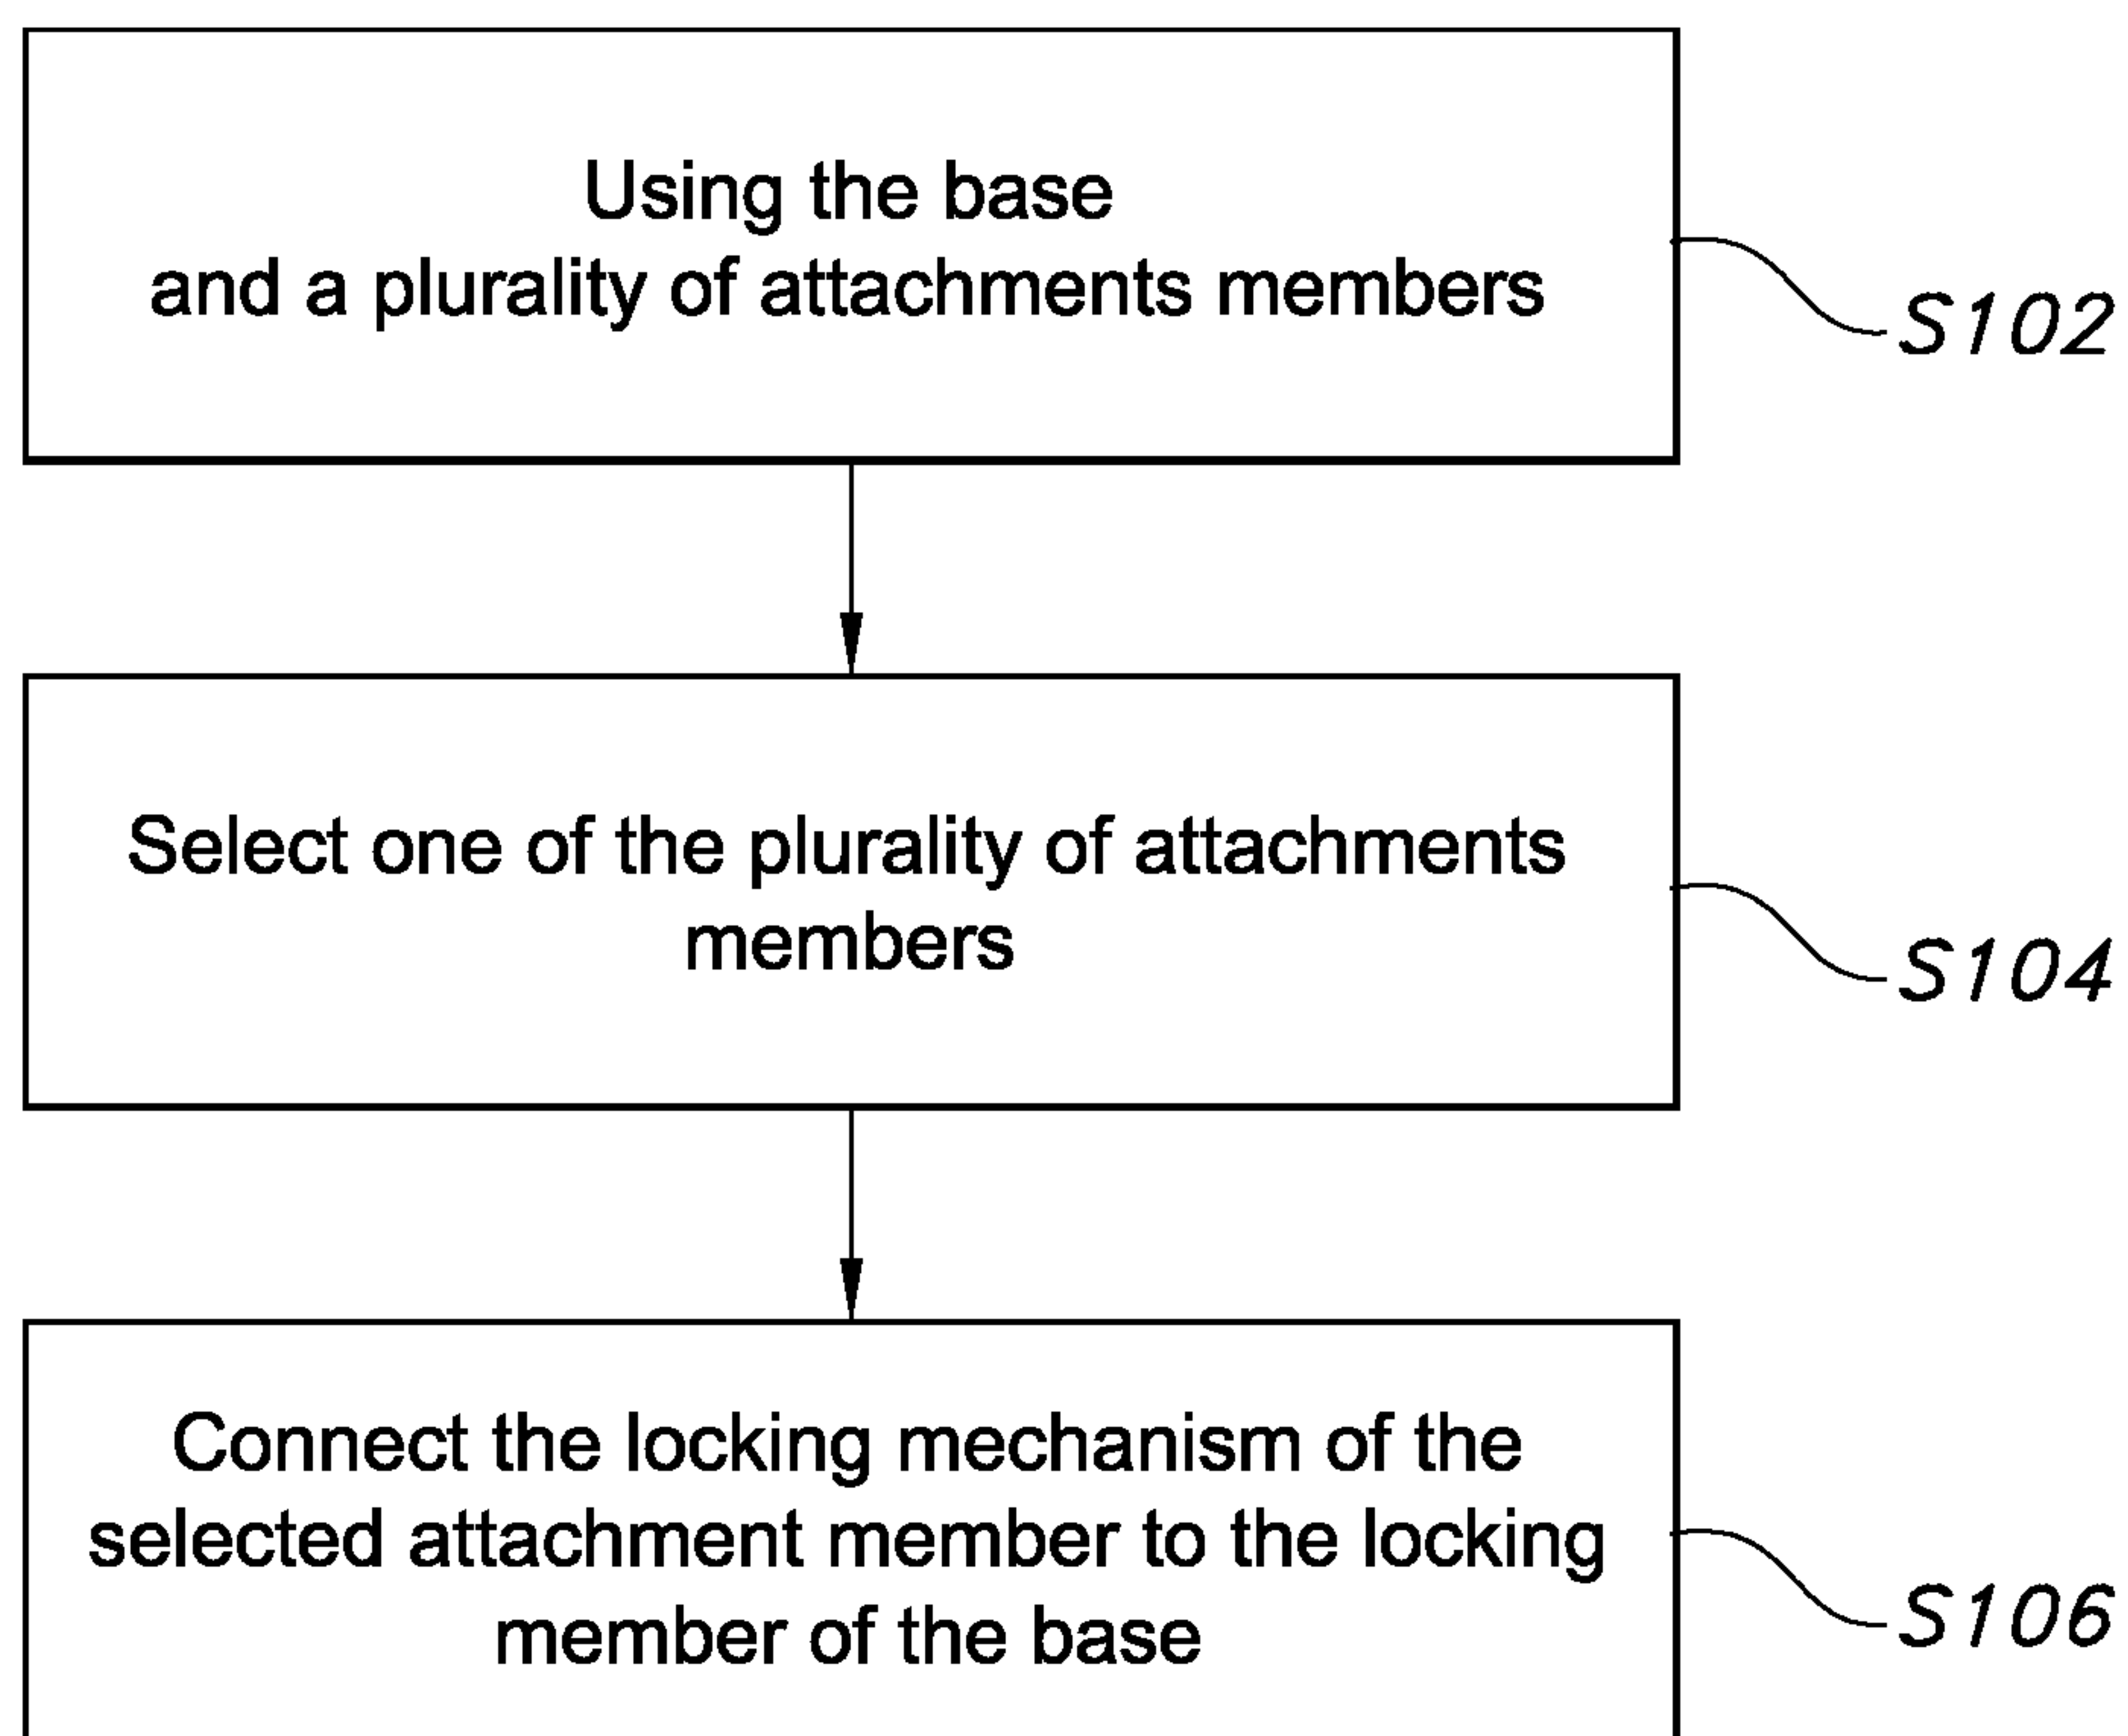 Using the base
and a plurality of attachments members
S102
Select one of the plurality of attachments
members
S104
Connect the locking mechanism of the
selected attachment member to the locking
member of the base
S106